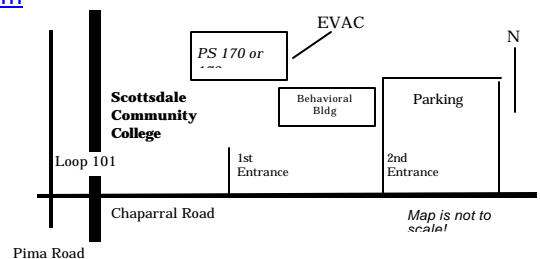 EVAC
N
PS 170 or
Behavioral
Bldg
Parking
Scottsdale
Community
College
Loop 101
1st
Entrance
2nd
Entrance
Chaparral Road
Map is not to
scale!
Pima Road